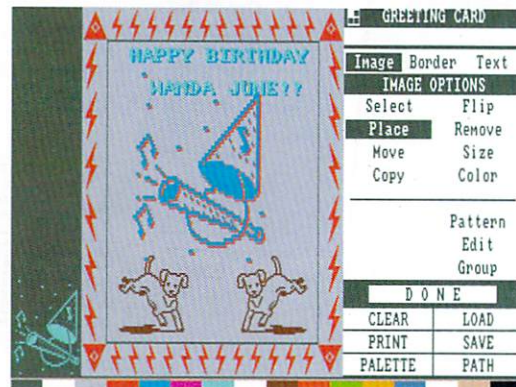 GREETING CARD
HAPPY BIRTHDAY
WANDA JUNE!!
Image Border Text
IMAGE OPTIONS
Select Flip
Place Remove
Move Size
Copy Color
Pattern
Edit
Group
DONE
CLEAR LOAD
PRINT SAVE
PALETTE PATH